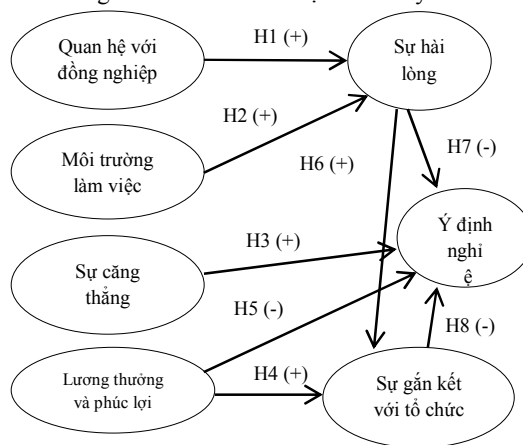 Quan hệ với
đồng nghiệp
H1 (+)
Sự hài
lòng
H2 (+)
Môi trường
làm việc
H6 (+)
H7 (-)
Ý định
nghỉ
ệ
H3 (+)
Sự căng
thẳng
H5 (-)
H8 (-)
Lương thưởng
và phúc lợi
H4 (+)
Sự gắn kết
với tổ chức